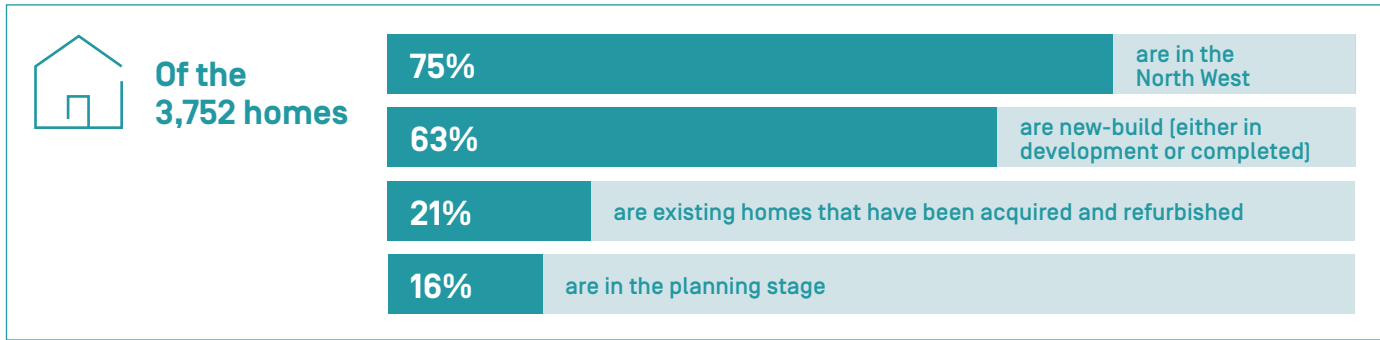 Of the
3,752 homes
75%
are in the
North West
63%
are new-build (either in
development or completed)
21%
are existing homes that have been acquired and refurbished
16%
are in the planning stage